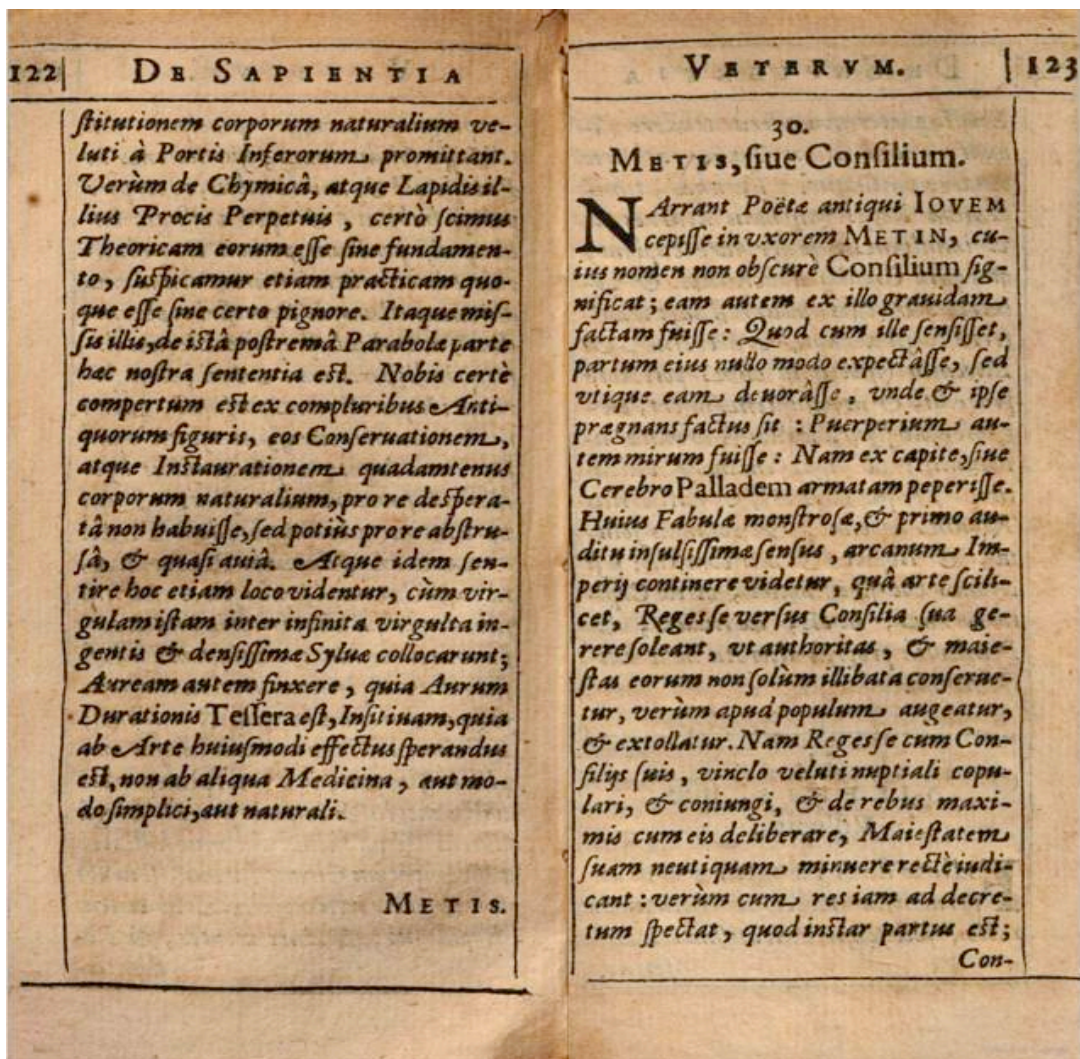 122 DE SAPIENTIA
ſtitutionem corporum naturalium ve-
luti à Portis Inferorum promittant.
Verùm de Chymicâ, atque Lapidis il-
lius Procis Perpetuis, certò ſcimus
Theoricam eorum eſſe ſine fundamen-
to, ſuſpicamur etiam practicam quo-
que eſſe ſine certo pignore. Itaque miſ-
ſis illis, de iſtâ poſtremâ Parabolæ parte
hæc noſtra ſententia eſt. Nobis certè
compertum eſt ex compluribus Anti-
quorum figuris, eos Conſeruationem,
atque Inſtaurationem quadamtenus
corporum naturalium, pro re deſpera-
tâ non habuiſſe, ſed potiùs pro re abſtru-
ſâ, & quaſi auiâ. Atque idem ſen-
tire hoc etiam loco videntur, cùm vir-
gulam iſtam inter infinita virgulta in-
gentis & denſiſſimæ Syluæ collocarunt;
Auream autem finxere, quia Aurum
Durationis Teſſera eſt, Inſitiuam, quia
ab Arte huiuſmodi effectus ſperandus
eſt, non ab aliqua Medicina, aut mo-
do ſimplici, aut naturali.
METIS.
VETERVM. 123
30.
METIS, ſiue Conſilium.
NArrant Poëtæ antiqui IOVEM
cepiſſe in vxorem METIN, cu-
ius nomen non obſcurè Conſilium ſig-
nificat; eam autem ex illo grauidam
factam fuiſſe: Quod cum ille ſenſiſſet,
partum eius nullo modo expectâſſe, ſed
vtique eam deuorâſſe, vnde & ipſe
prægnans factus ſit: Puerperium au-
tem mirum fuiſſe: Nam ex capite, ſiue
Cerebro Palladem armatam peperiſſe.
Huius Fabulæ monſtroſæ, & primo au-
ditu inſulſiſſimæ ſenſus, arcanum Im-
perij continere videtur, quâ arte ſcili-
cet, Reges ſe verſus Conſilia ſua ge-
rere ſoleant, vt authoritas, & maie-
ſtas eorum non ſolùm illibata conſerue-
tur, verùm apud populum augeatur,
& extollatur. Nam Reges ſe cum Con-
ſilijs ſuis, vinclo veluti nuptiali copu-
lari, & coniungi, & de rebus maxi-
mis cum eis deliberare, Maieſtatem
ſuam neutiquam minuere rectè iudi-
cant: verùm cum res iam ad decre-
tum ſpectat, quod inſtar partus eſt;
Con-